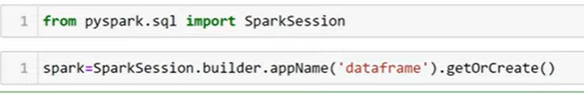 1 from pyspark.sql import SparkSession
1 spark=SparkSession.builder.appName('dataframe').getOrCreate()